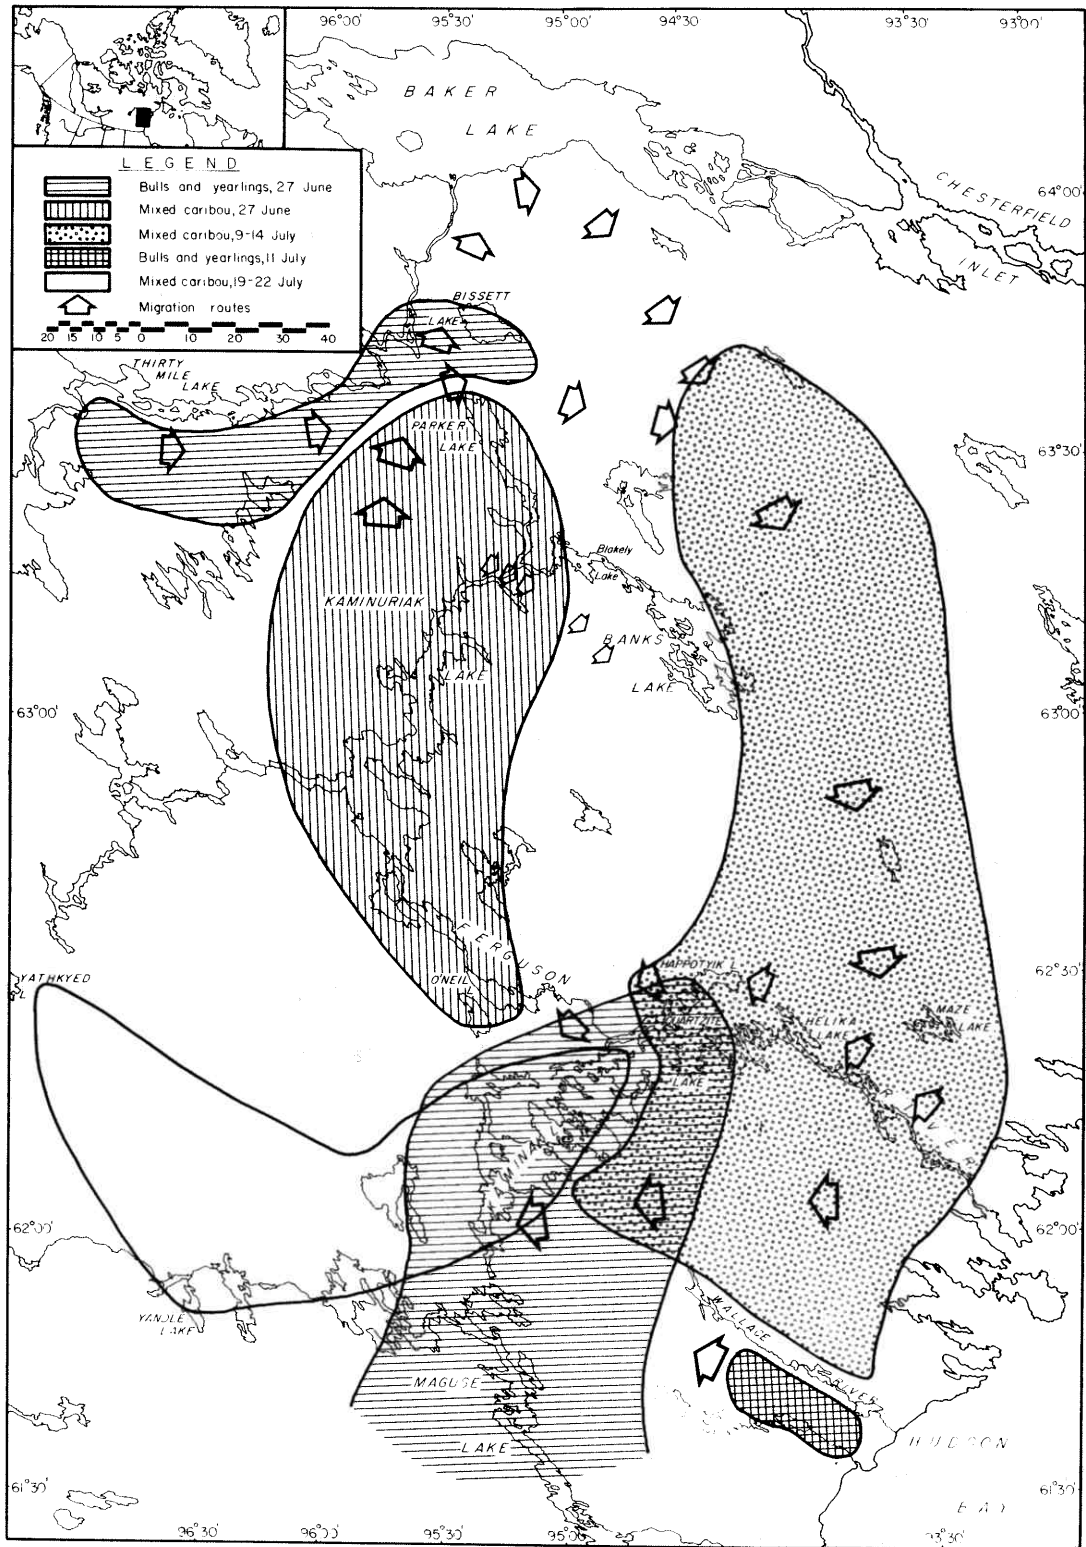 96°00' 95°30' 95°00' 94°30' 93°30' 93°00'
BAKER
LAKE
LEGEND
Bulls and yearlings, 27 June
Mixed caribou, 27 June
Mixed caribou, 9-14 July
Bulls and yearlings, 11 July
Mixed caribou, 19-22 July
Migration routes
20 15 10 5 0 10 20 30 40
64°00'
CHESTERFIELD
INLET
BISSETT
LAKE
THIRTY
MILE
LAKE
PARKER
LAKE
63°30'
Blakely
Lake
KAMINURIAK
LAKE
BANKS
LAKE
63°00' 63°00'
FERGUSON
RIVER
YATHKYED
L
O'NEIL
L
HAPPOTYIK L.
62°30'
QUARTZITE
LAKE
HELIKA
LAKE
MAZE
LAKE
KAMINAK
62°00' 62°00'
YANDLE
LAKE
WALLACE
RIVER
MAGUSE
LAKE
HUDSON
BAY
61°30' 61°30'
96°30' 96°00' 95°30' 95°00' 93°30'